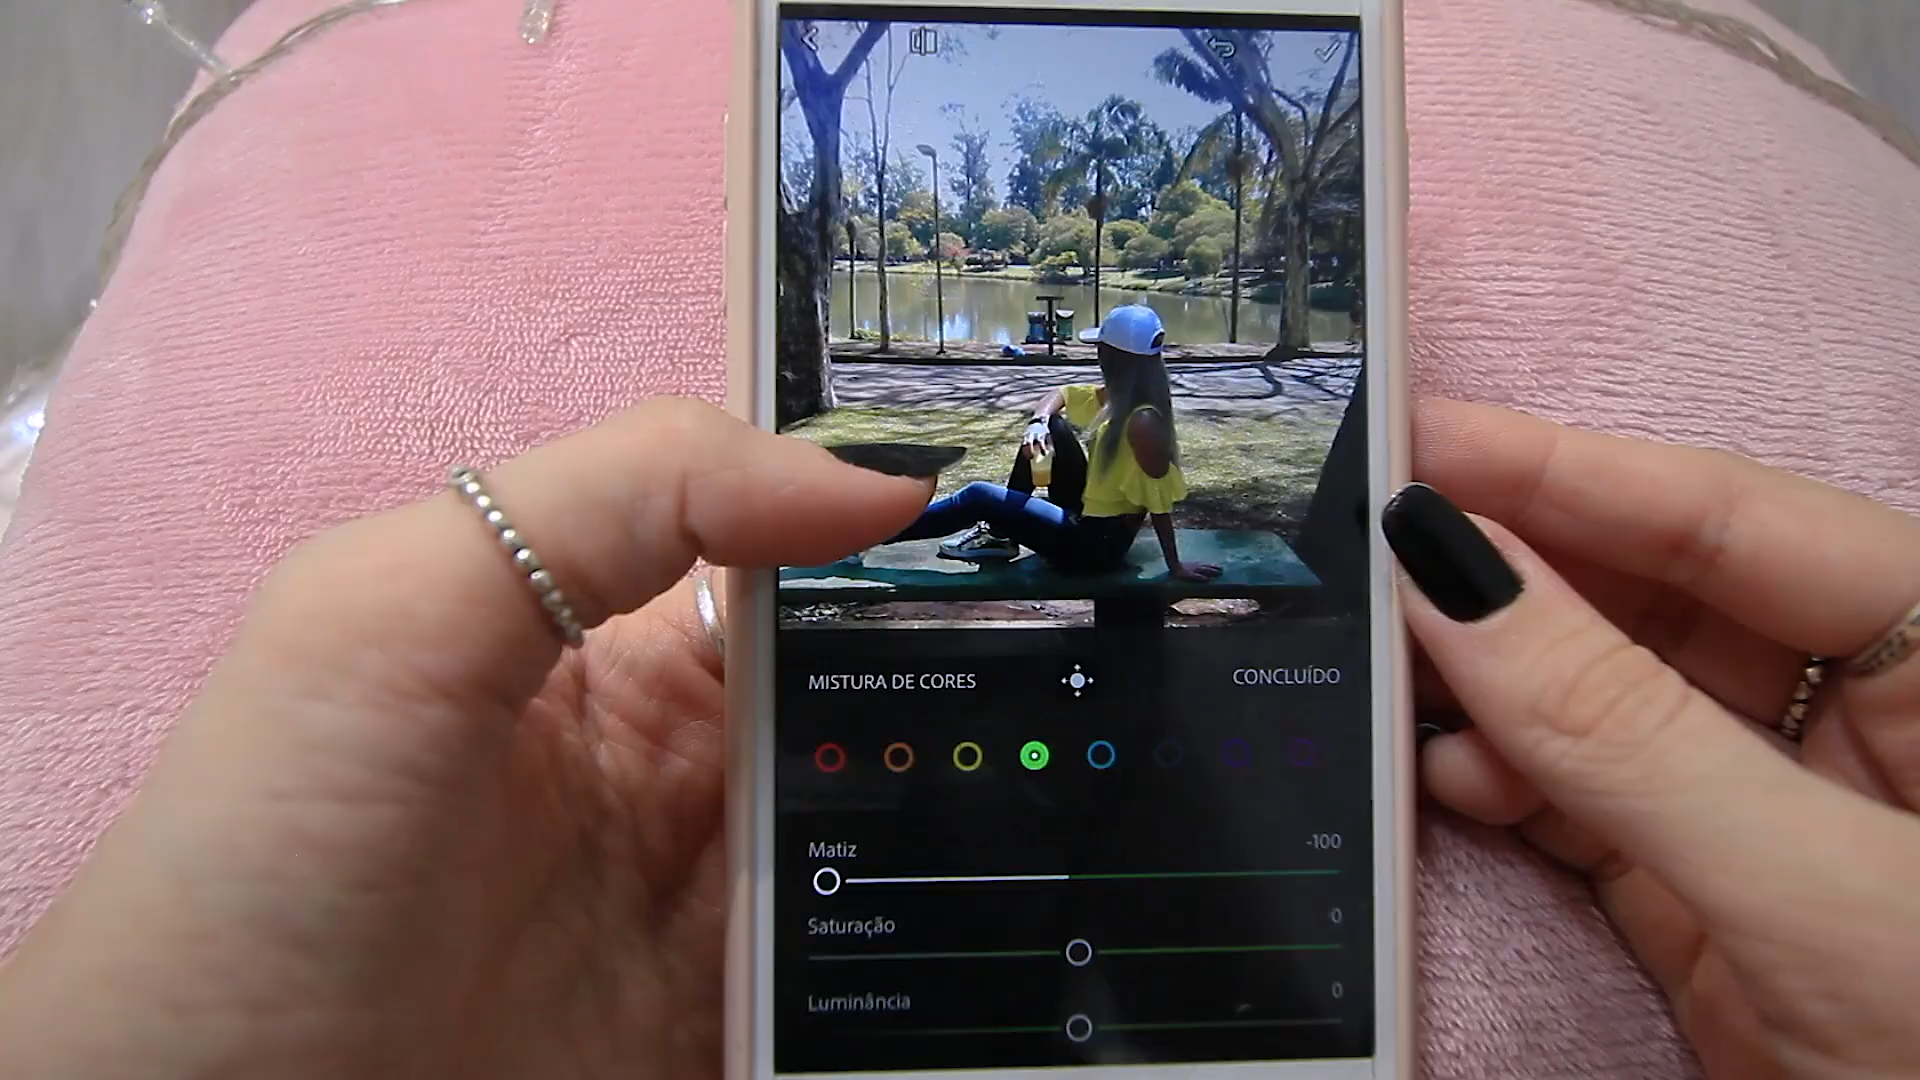 MISTURA DE CORES CONCLUÍDO
Matiz -100
Saturação 0
Luminância 0